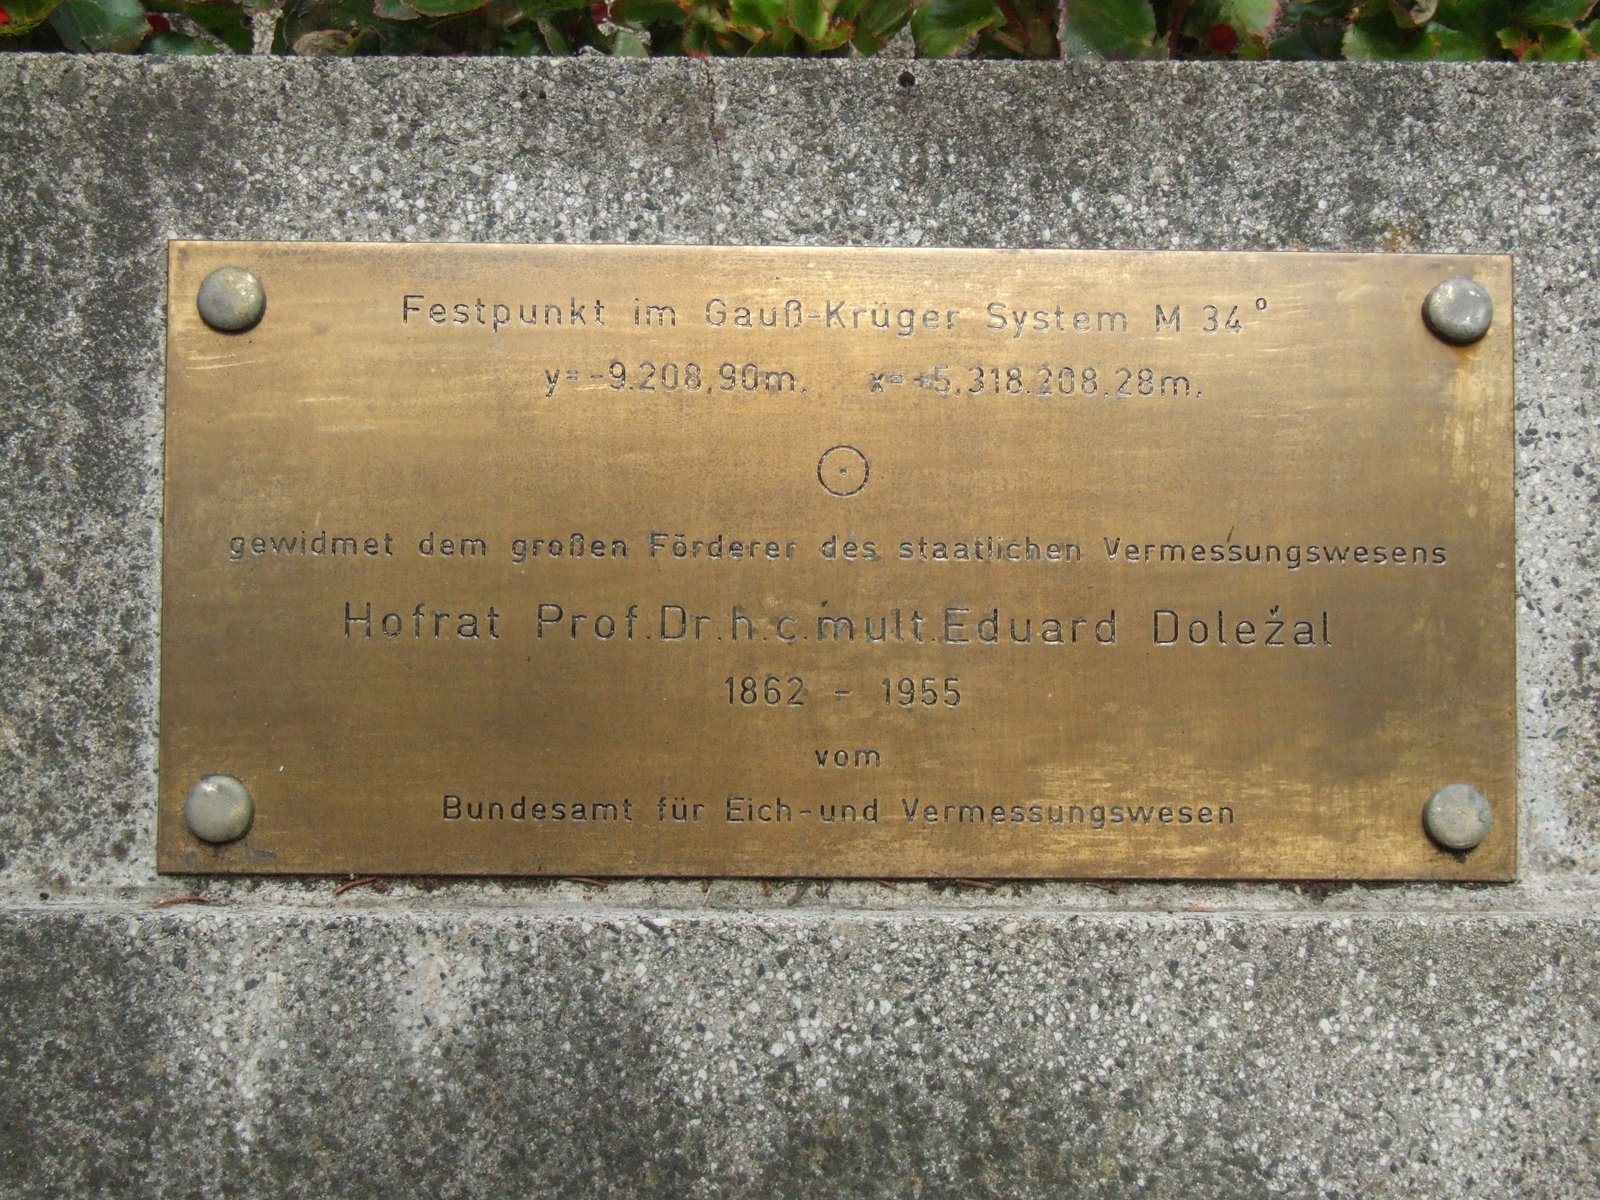 Festpunkt im Gauß-Krüger System M 34°
y=-9.208,90m, x=+5,318.208,28m,
gewidmet dem großen Förderer des staatlichen Vermessungswesens
Hofrat Prof.Dr.h.c.mult.Eduard Doležal
1862 - 1955
vom
Bundesamt für Eich-und Vermessungswesen